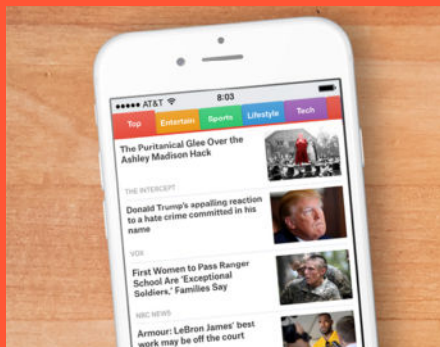 AT&T 8:03
Top Entertain Sports Lifestyle Tech
The Puritanical Glee Over the
Ashley Madison Hack
THE INTERCEPT
Donald Trump's appalling reaction
to a hate crime committed in his
name
VOX
First Women to Pass Ranger
School Are 'Exceptional
Soldiers,' Families Say
NBC NEWS
Armour: LeBron James' best
work may be off the court